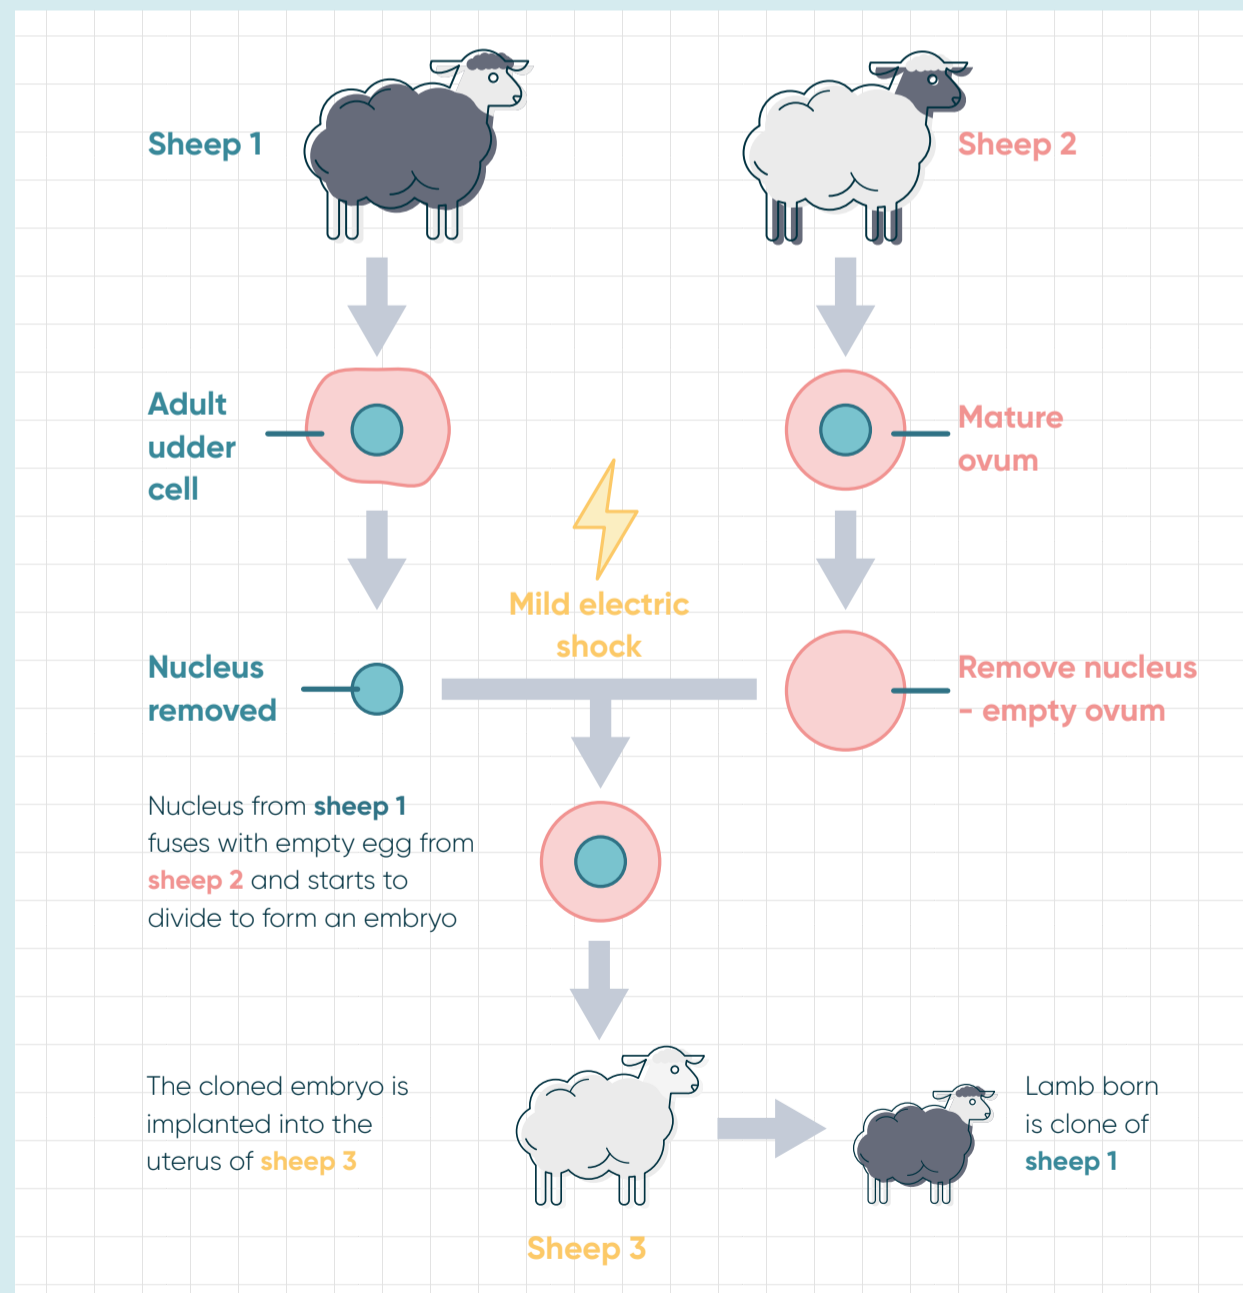 Sheep 1
Sheep 2
Adult
udder
cell
Mature
ovum
Mild electric
shock
Nucleus
removed
Remove nucleus
- empty ovum
Nucleus from sheep 1
fuses with empty egg from
sheep 2 and starts to
divide to form an embryo
The cloned embryo is
implanted into the
uterus of sheep 3
Lamb born
is clone of
sheep 1
Sheep 3